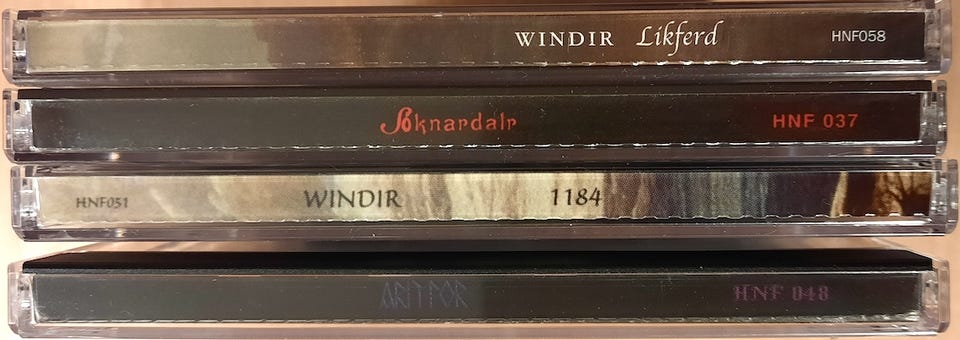 WINDIR Likferd HNF058
Sóknardalr HNF 037
HNF051 WINDIR 1184
ARNTOR HNF 048